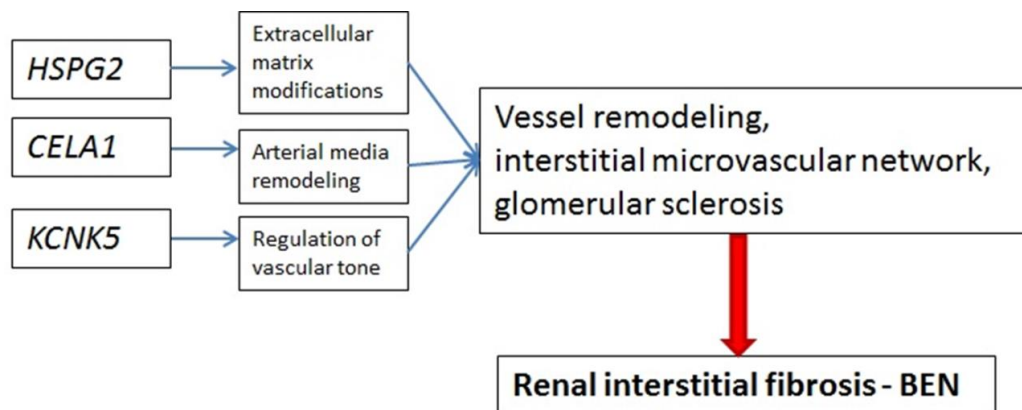 HSPG2
Extracellular
matrix
modifications
CELA1
Arterial media
remodeling
KCNK5
Regulation of
vascular tone
Vessel remodeling,
interstitial microvascular network,
glomerular sclerosis
Renal interstitial fibrosis - BEN